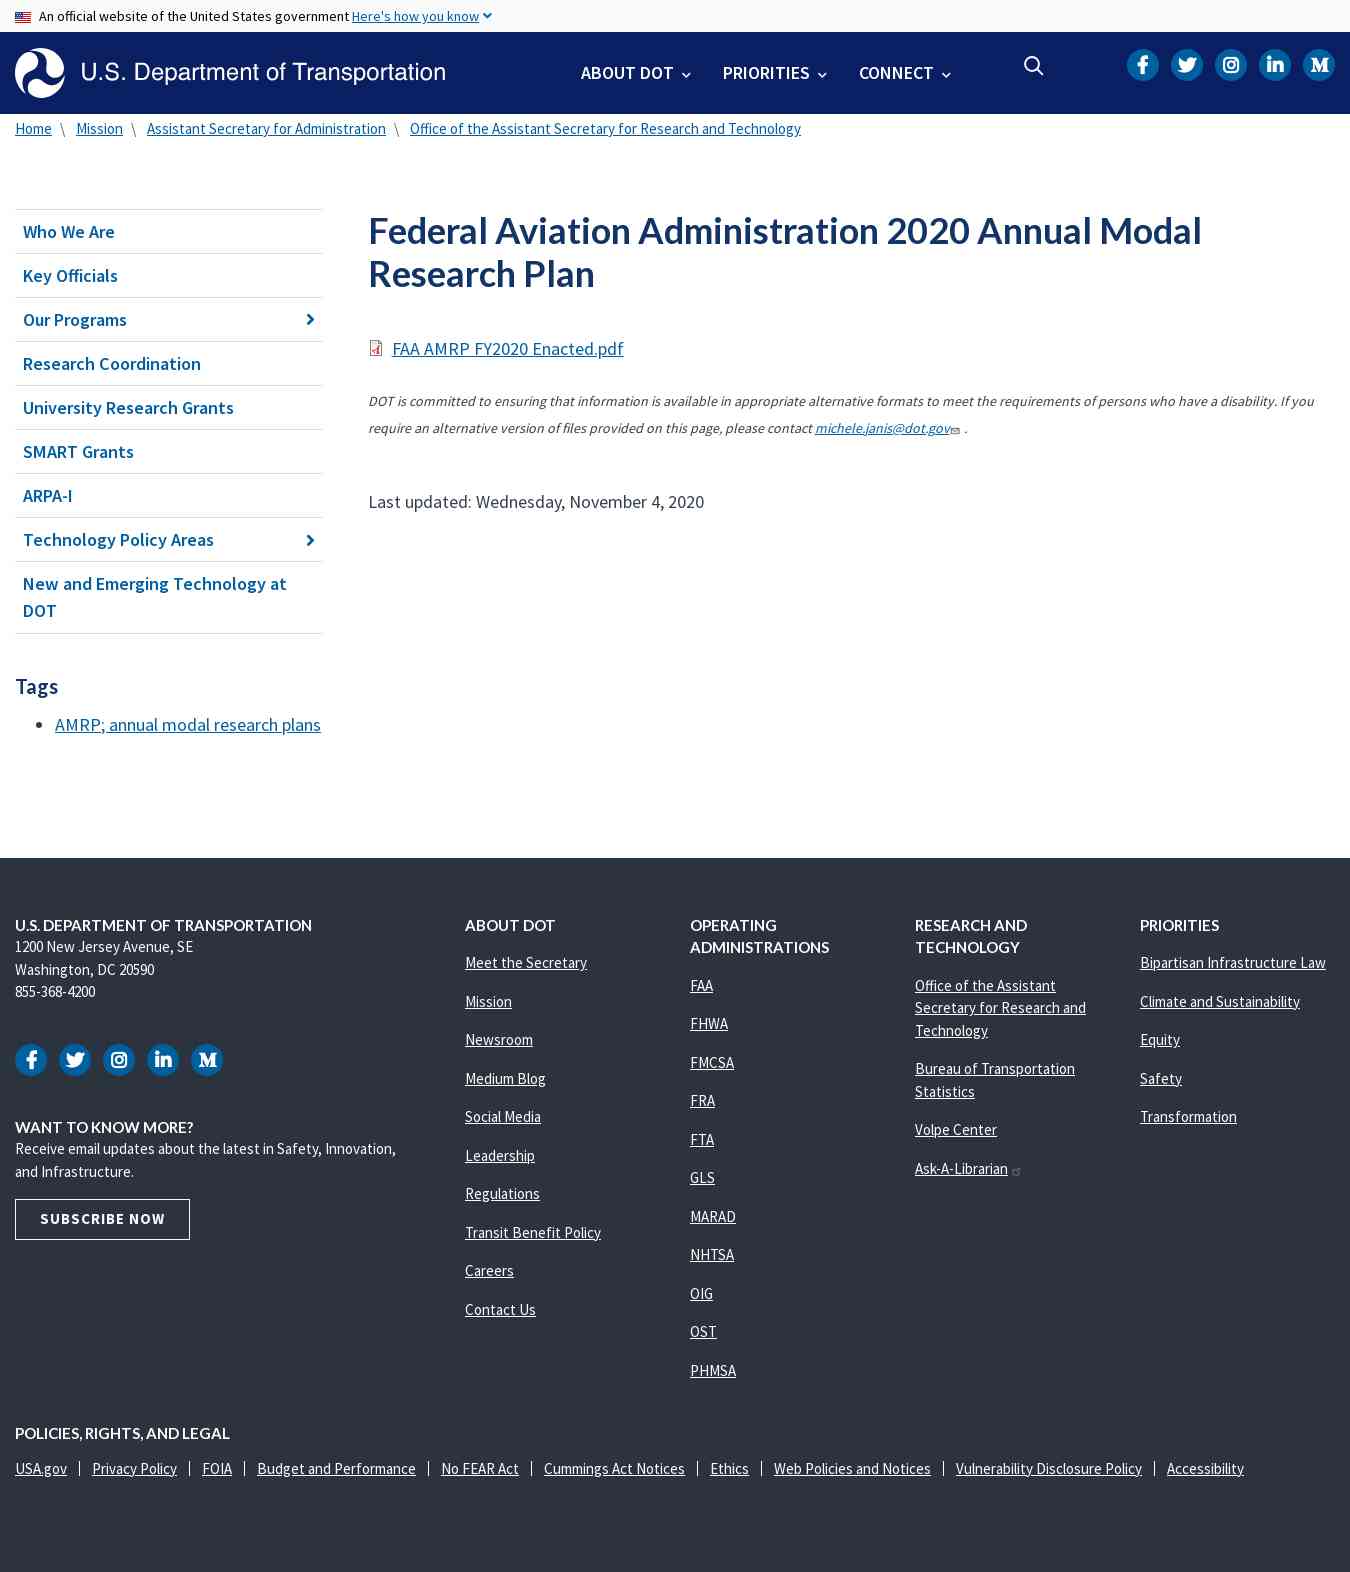 An official website of the United States government Here's how you know
U.S. Department of Transportation
ABOUT DOT
PRIORITIES
CONNECT
Home \ Mission \ Assistant Secretary for Administration \ Office of the Assistant Secretary for Research and Technology
Who We Are
Key Officials
Our Programs
Research Coordination
University Research Grants
SMART Grants
ARPA-I
Technology Policy Areas
New and Emerging Technology at
DOT
Tags
• AMRP; annual modal research plans
Federal Aviation Administration 2020 Annual Modal
Research Plan
FAA AMRP FY2020 Enacted.pdf
DOT is committed to ensuring that information is available in appropriate alternative formats to meet the requirements of persons who have a disability. If you
require an alternative version of files provided on this page, please contact michele.janis@dot.gov .
Last updated: Wednesday, November 4, 2020
U.S. DEPARTMENT OF TRANSPORTATION
1200 New Jersey Avenue, SE
Washington, DC 20590
855-368-4200
WANT TO KNOW MORE?
Receive email updates about the latest in Safety, Innovation,
and Infrastructure.
SUBSCRIBE NOW
ABOUT DOT
Meet the Secretary
Mission
Newsroom
Medium Blog
Social Media
Leadership
Regulations
Transit Benefit Policy
Careers
Contact Us
OPERATING
ADMINISTRATIONS
FAA
FHWA
FMCSA
FRA
FTA
GLS
MARAD
NHTSA
OIG
OST
PHMSA
RESEARCH AND
TECHNOLOGY
Office of the Assistant
Secretary for Research and
Technology
Bureau of Transportation
Statistics
Volpe Center
Ask-A-Librarian
PRIORITIES
Bipartisan Infrastructure Law
Climate and Sustainability
Equity
Safety
Transformation
POLICIES, RIGHTS, AND LEGAL
USA.gov | Privacy Policy | FOIA | Budget and Performance | No FEAR Act | Cummings Act Notices | Ethics | Web Policies and Notices | Vulnerability Disclosure Policy | Accessibility